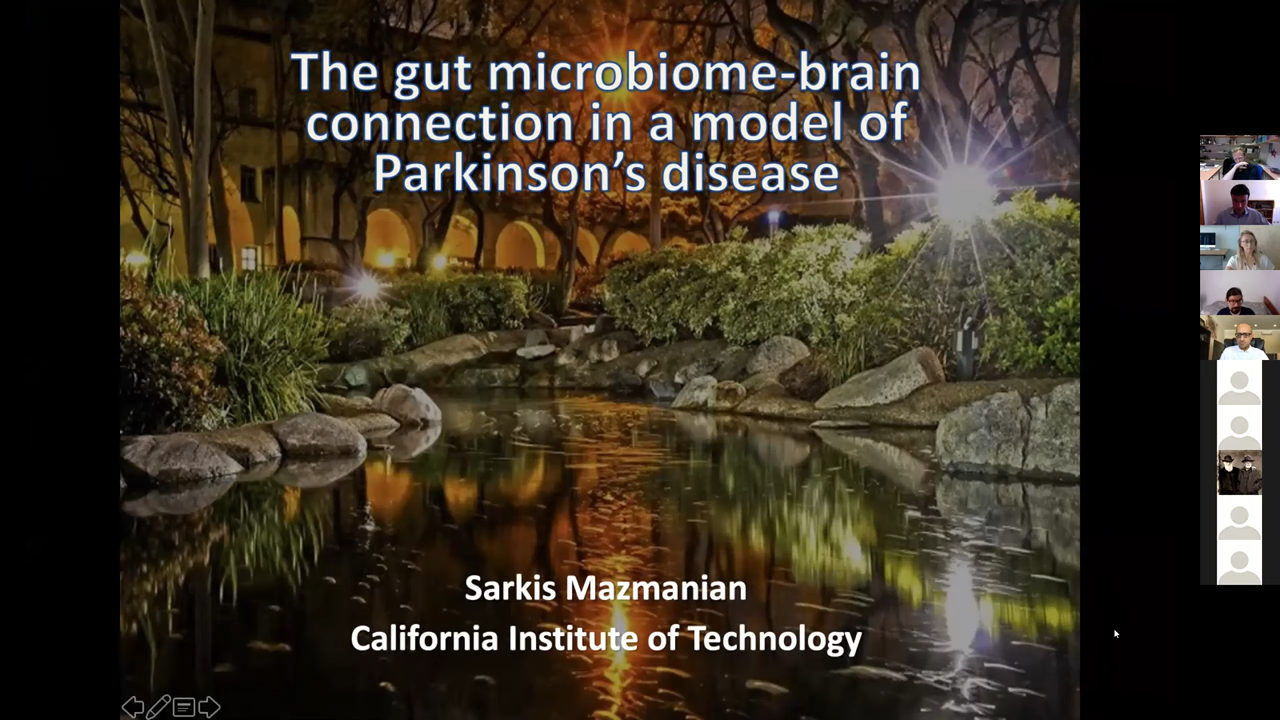 The gut microbiome-brain
connection in a model of
Parkinson’s disease
Sarkis Mazmanian
California Institute of Technology